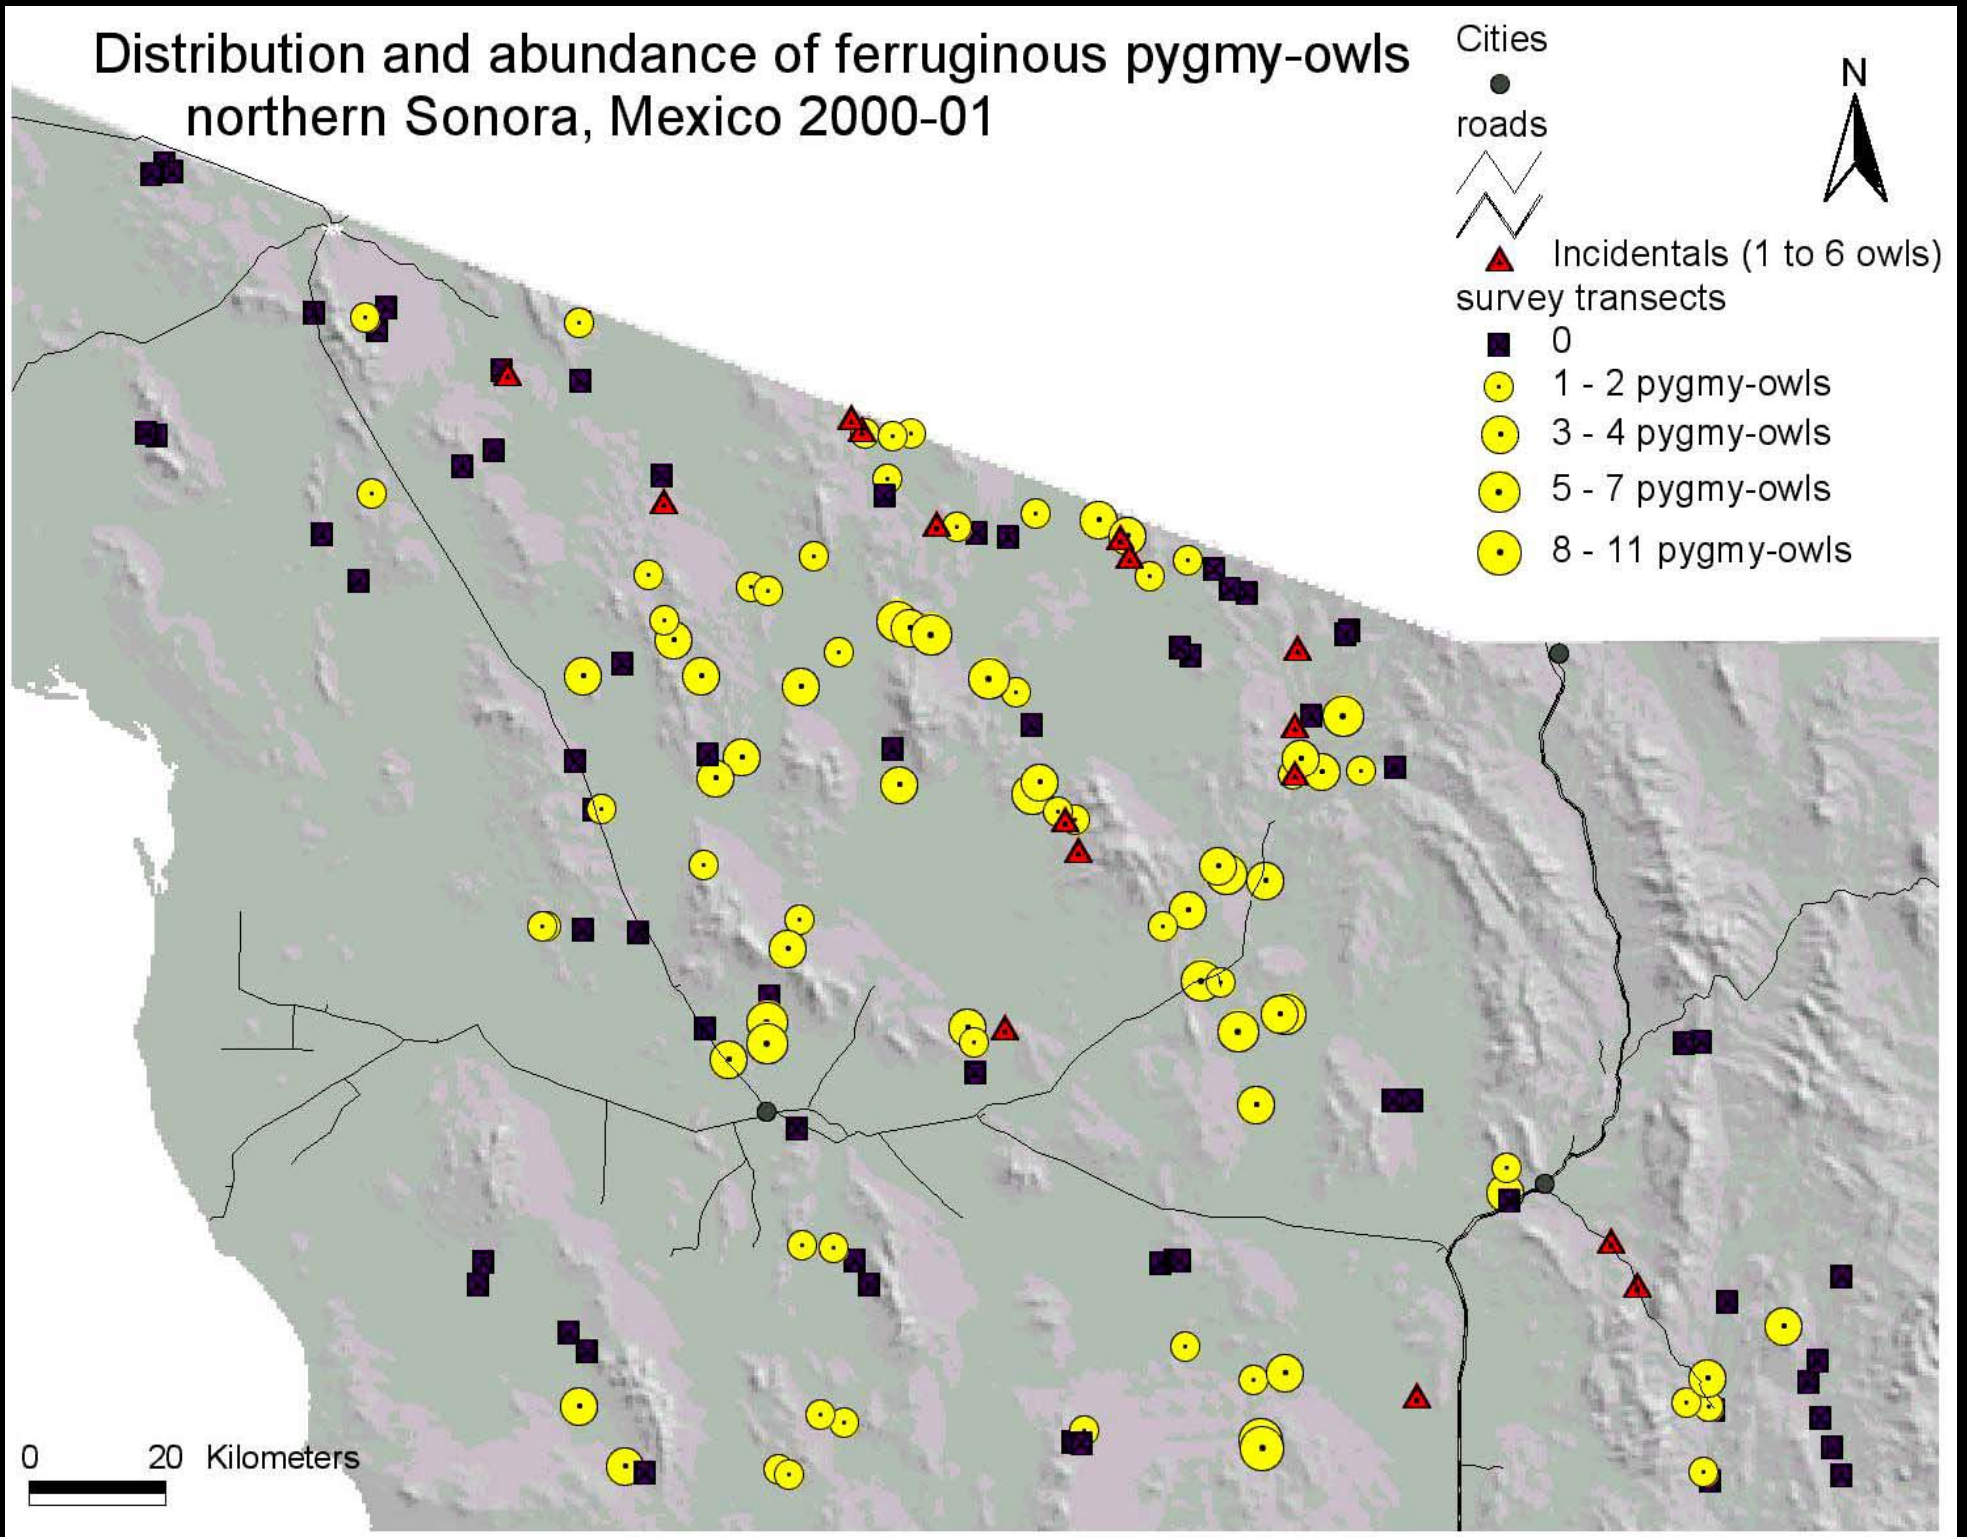 Distribution and abundance of ferruginous pygmy-owls
northern Sonora, Mexico 2000-01
Cities
roads
N
Incidentals (1 to 6 owls)
survey transects
0
1 - 2 pygmy-owls
3 - 4 pygmy-owls
5 - 7 pygmy-owls
8 - 11 pygmy-owls
0 20 Kilometers